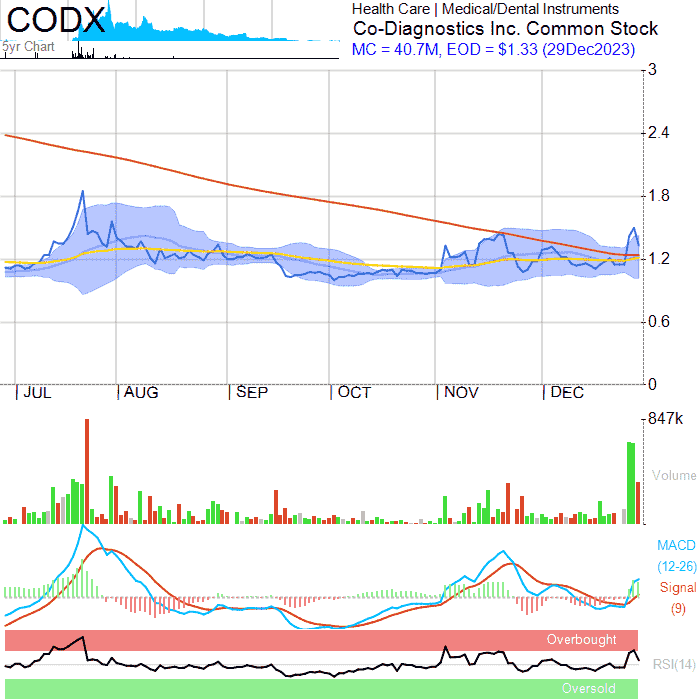 CODX
5yr Chart
Health Care | Medical/Dental Instruments
Co-Diagnostics Inc. Common Stock
MC = 40.7M, EOD = $1.33 (29Dec2023)
3
2.4
1.8
1.2
0.6
0
JUL AUG SEP OCT NOV DEC
847k
Volume
MACD
(12-26)
Signal
(9)
Overbought
RSI(14)
Oversold